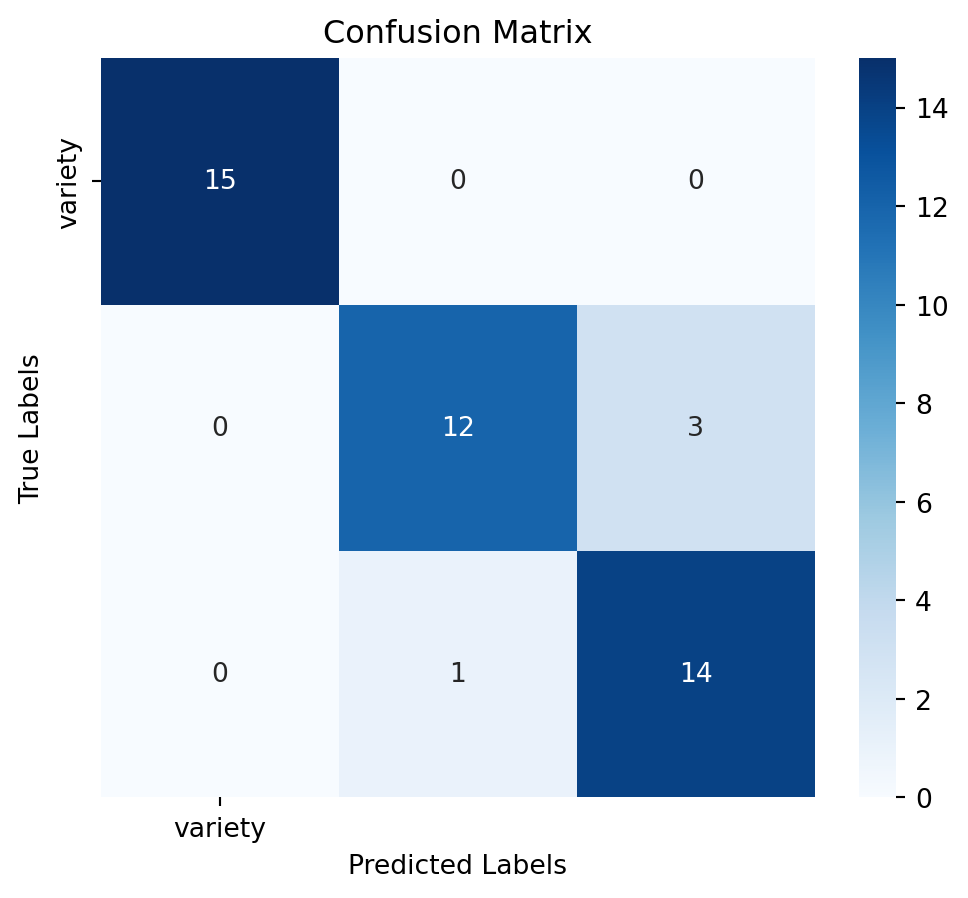 Confusion Matrix
variety
15 0 0
True Labels
0 12 3
0 1 14
variety
Predicted Labels
14
12
10
8
6
4
2
0